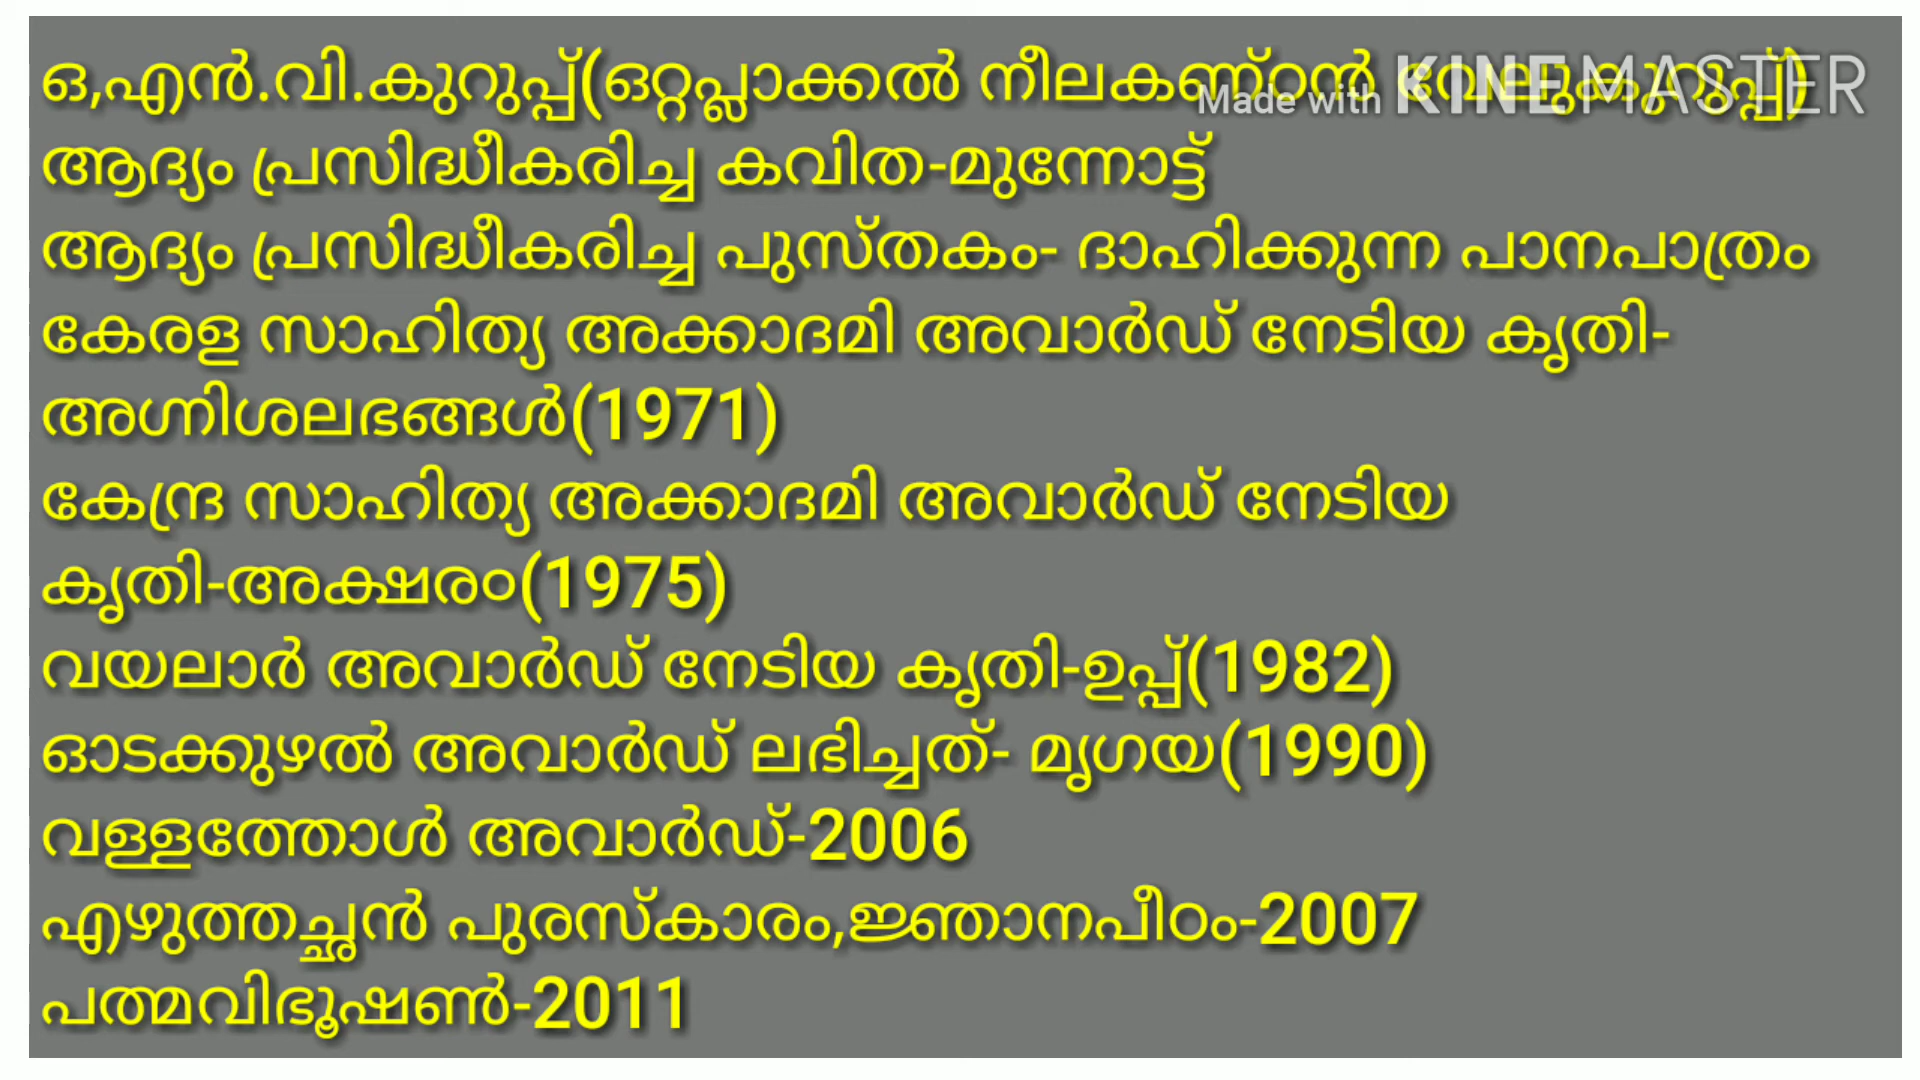 ഒ,എൻ.വി.കുറുപ്പ്(ഒറ്റപ്ലാക്കൽ നീലകണ്ഠൻ വേലുക്കുറുപ്പ്)
Made with KINEMASTER
ആദ്യം പ്രസിദ്ധീകരിച്ച കവിത-മുന്നോട്ട്
ആദ്യം പ്രസിദ്ധീകരിച്ച പുസ്തകം- ദാഹിക്കുന്ന പാനപാത്രം
കേരള സാഹിത്യ അക്കാദമി അവാർഡ് നേടിയ കൃതി-
അഗ്നിശലഭങ്ങൾ(1971)
കേന്ദ്ര സാഹിത്യ അക്കാദമി അവാർഡ് നേടിയ
കൃതി-അക്ഷരം(1975)
വയലാർ അവാർഡ് നേടിയ കൃതി-ഉപ്പ്(1982)
ഓടക്കുഴൽ അവാർഡ് ലഭിച്ചത്- മൃഗയ(1990)
വള്ളത്തോൾ അവാർഡ്-2006
എഴുത്തച്ഛൻ പുരസ്കാരം,ജ്ഞാനപീഠം-2007
പത്മവിഭൂഷൺ-2011